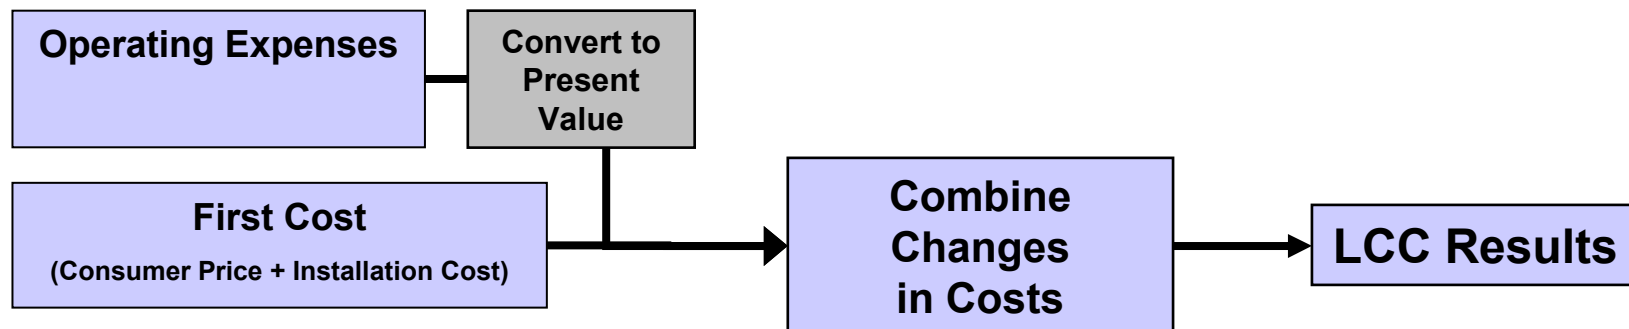 Operating Expenses
Convert to
Present
Value
First Cost
(Consumer Price + Installation Cost)
Combine
Changes
in Costs
LCC Results